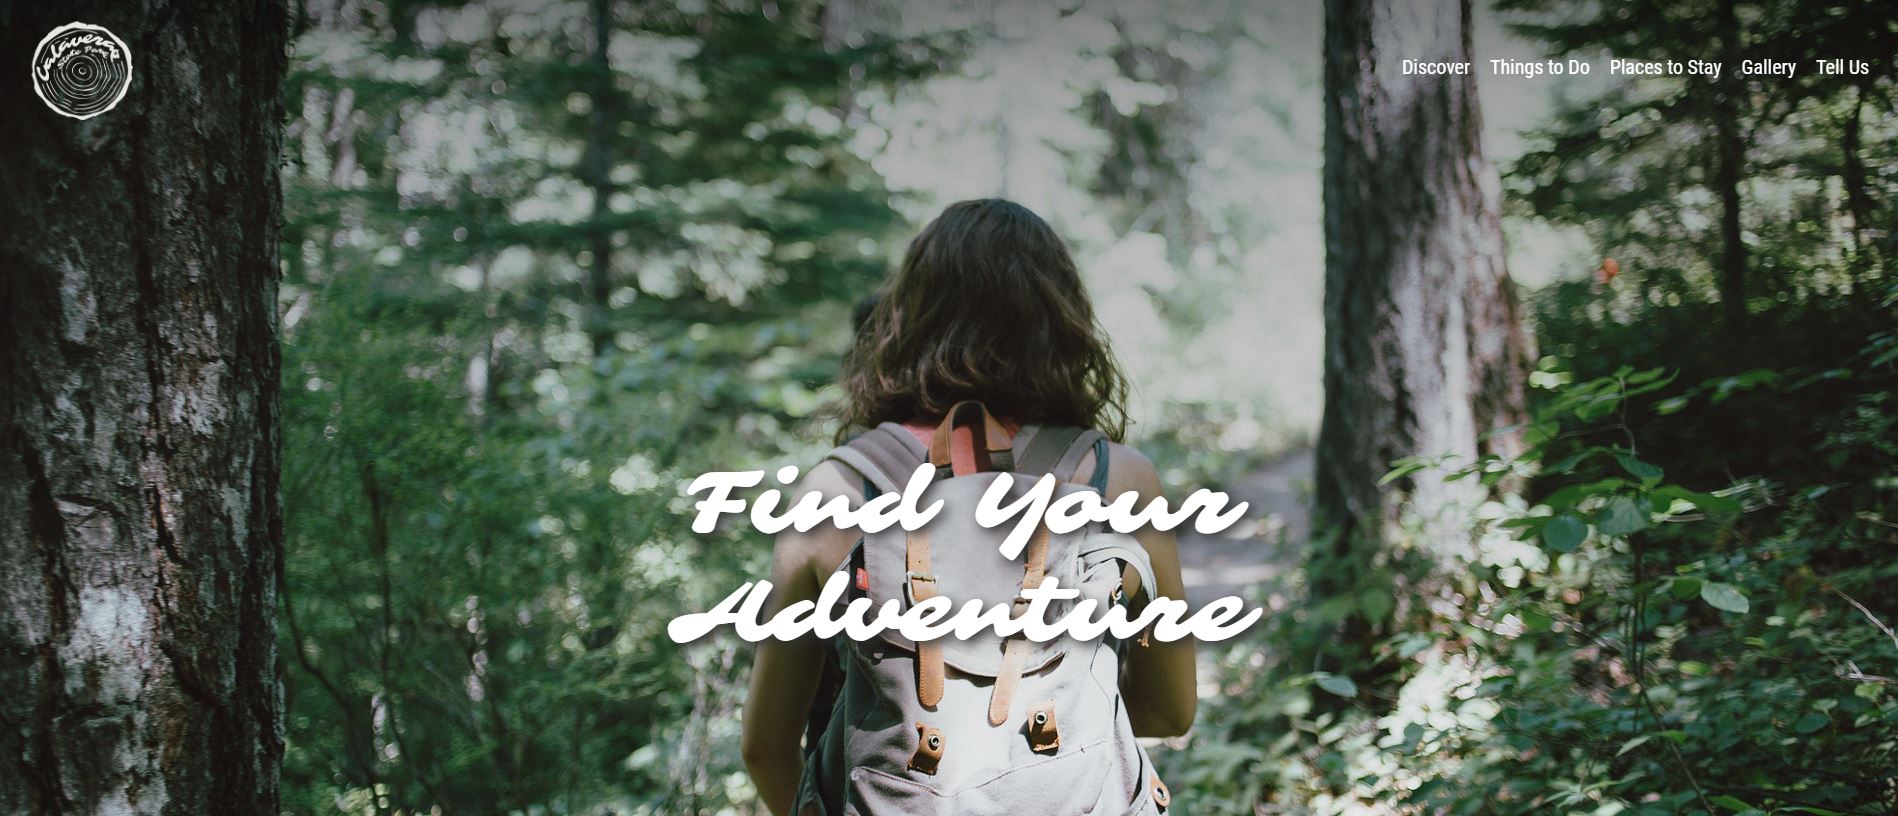 Calaveras
State Park
Discover Things to Do Places to Stay Gallery Tell Us
Find Your
Adventure